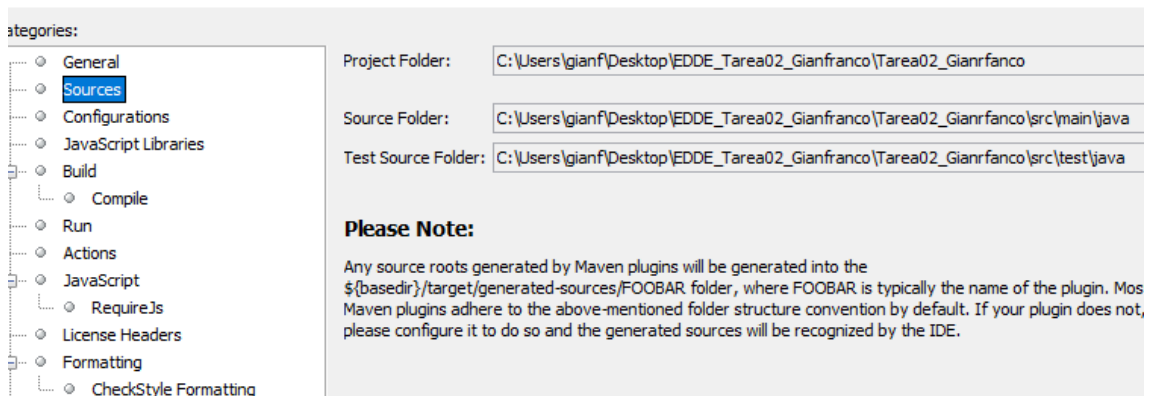 ategories:
General
Sources
Configurations
JavaScript Libraries
Build
Compile
Run
Actions
JavaScript
RequireJs
License Headers
Formatting
CheckStyle Formatting
Project Folder: C:\Users\gianf\Desktop\EDDE_Tarea02_Gianfranco\Tarea02_Gianrfanco
Source Folder: C:\Users\gianf\Desktop\EDDE_Tarea02_Gianfranco\Tarea02_Gianrfanco\src\main\java
Test Source Folder: C:\Users\gianf\Desktop\EDDE_Tarea02_Gianfranco\Tarea02_Gianrfanco\src\test\java
Please Note:
Any source roots generated by Maven plugins will be generated into the
${basedir}/target/generated-sources/FOOBAR folder, where FOOBAR is typically the name of the plugin. Mos
Maven plugins adhere to the above-mentioned folder structure convention by default. If your plugin does not,
please configure it to do so and the generated sources will be recognized by the IDE.